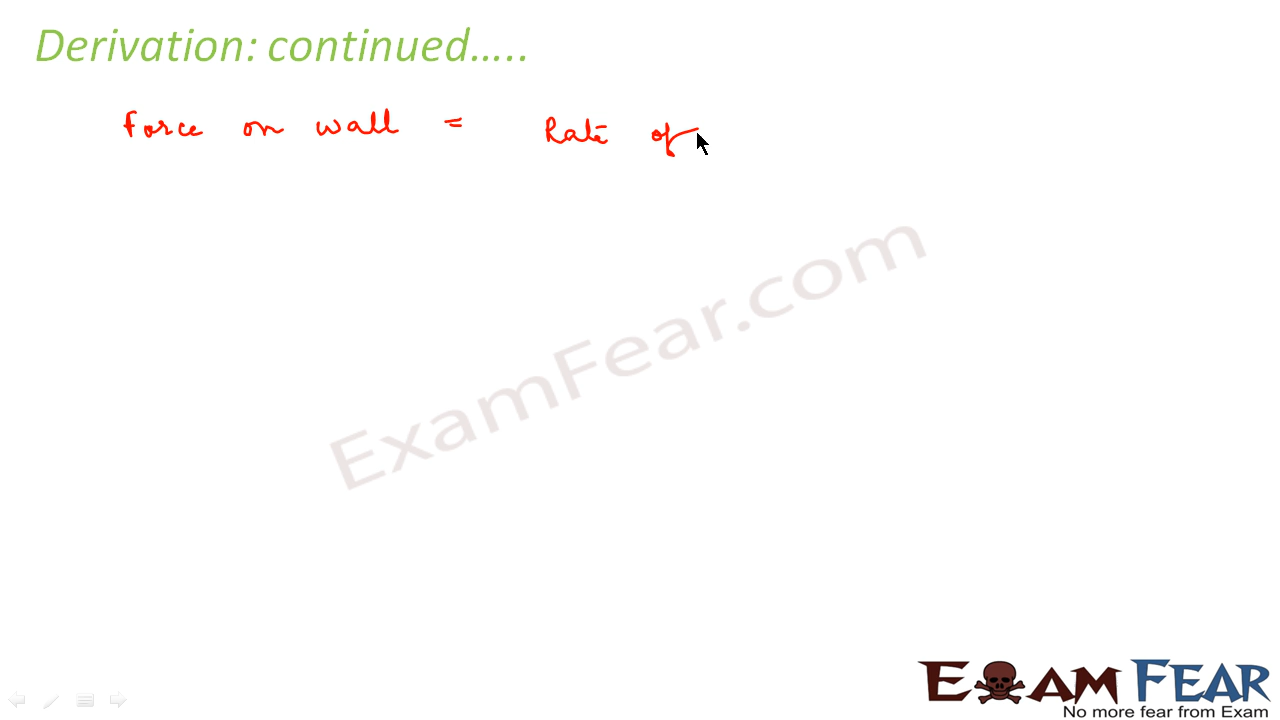 Derivation: continued.....
Force on wall = Rate of
ExamFear.com
EXAM FEAR
No more fear from Exam